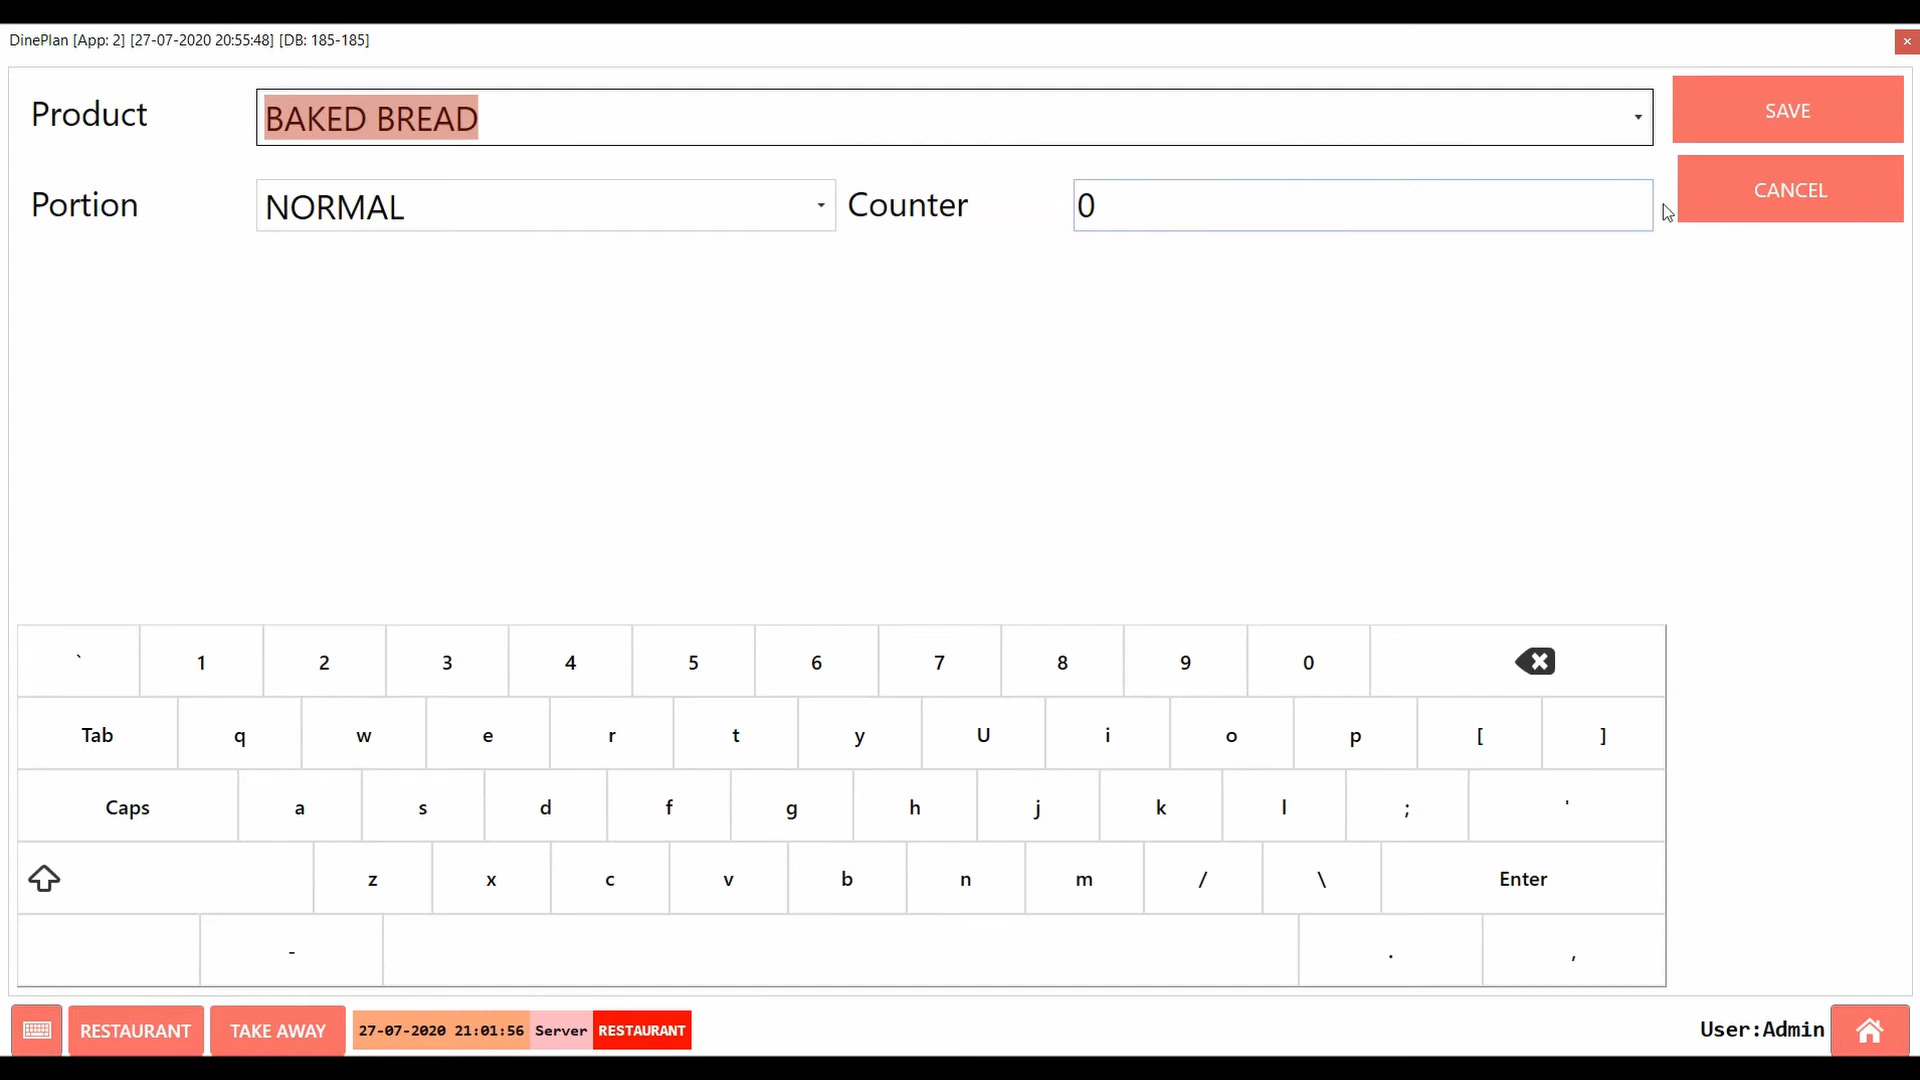 DinePlan [App: 2] [27-07-2020 20:55:48] [DB: 185-185]
×
Product
BAKED BREAD
SAVE
Portion
NORMAL
Counter
0
CANCEL
` 1 2 3 4 5 6 7 8 9 0
Tab q w e r t y U i o p [ ]
Caps a s d f g h j k l ; '
z x c v b n m / \ Enter
- . ,
RESTAURANT
TAKE AWAY
27-07-2020 21:01:56 Server RESTAURANT
User:Admin